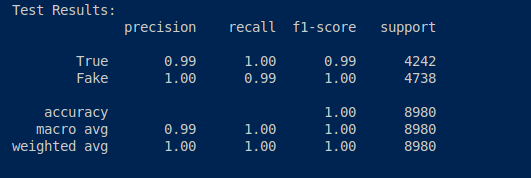 Test Results:
precision recall f1-score support
True 0.99 1.00 0.99 4242
Fake 1.00 0.99 1.00 4738
accuracy 1.00 8980
macro avg 0.99 1.00 1.00 8980
weighted avg 1.00 1.00 1.00 8980